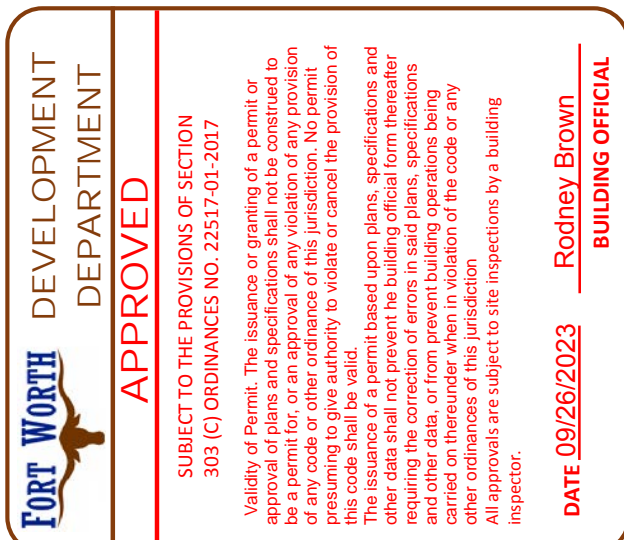 FORT WORTH
DEVELOPMENT
DEPARTMENT
APPROVED
SUBJECT TO THE PROVISIONS OF SECTION
303 (C) ORDINANCES NO. 22517-01-2017
Validity of Permit. The issuance or granting of a permit or
approval of plans and specifications shall not be construed to
be a permit for, or an approval of any violation of any provision
of any code or other ordinance of this jurisdiction. No permit
presuming to give authority to violate or cancel the provision of
this code shall be valid.
The issuance of a permit based upon plans, specifications and
other data shall not prevent he building official form thereafter
requiring the correction of errors in said plans, specifications
and other data, or from prevent building operations being
carried on thereunder when in violation of the code or any
other ordinances of this jurisdiction
All approvals are subject to site inspections by a building
inspector.
DATE 09/26/2023 Rodney Brown
BUILDING OFFICIAL